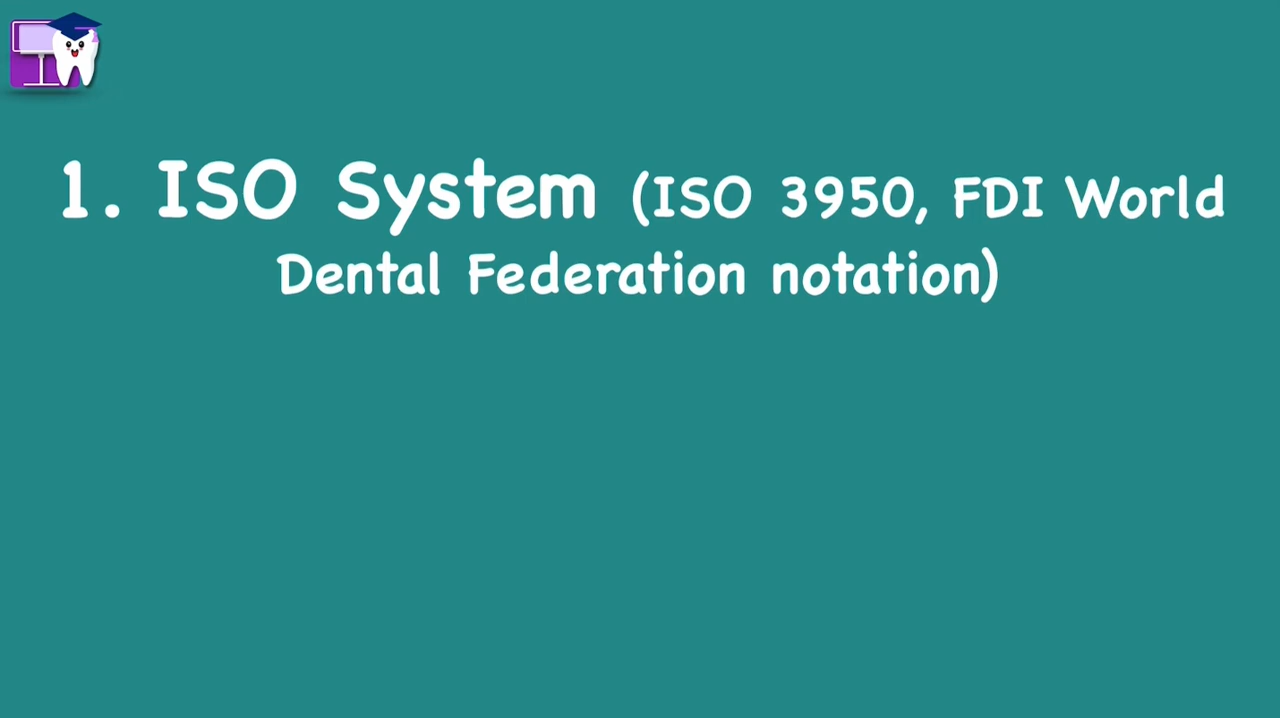 1. ISO System (ISO 3950, FDI World
Dental Federation notation)